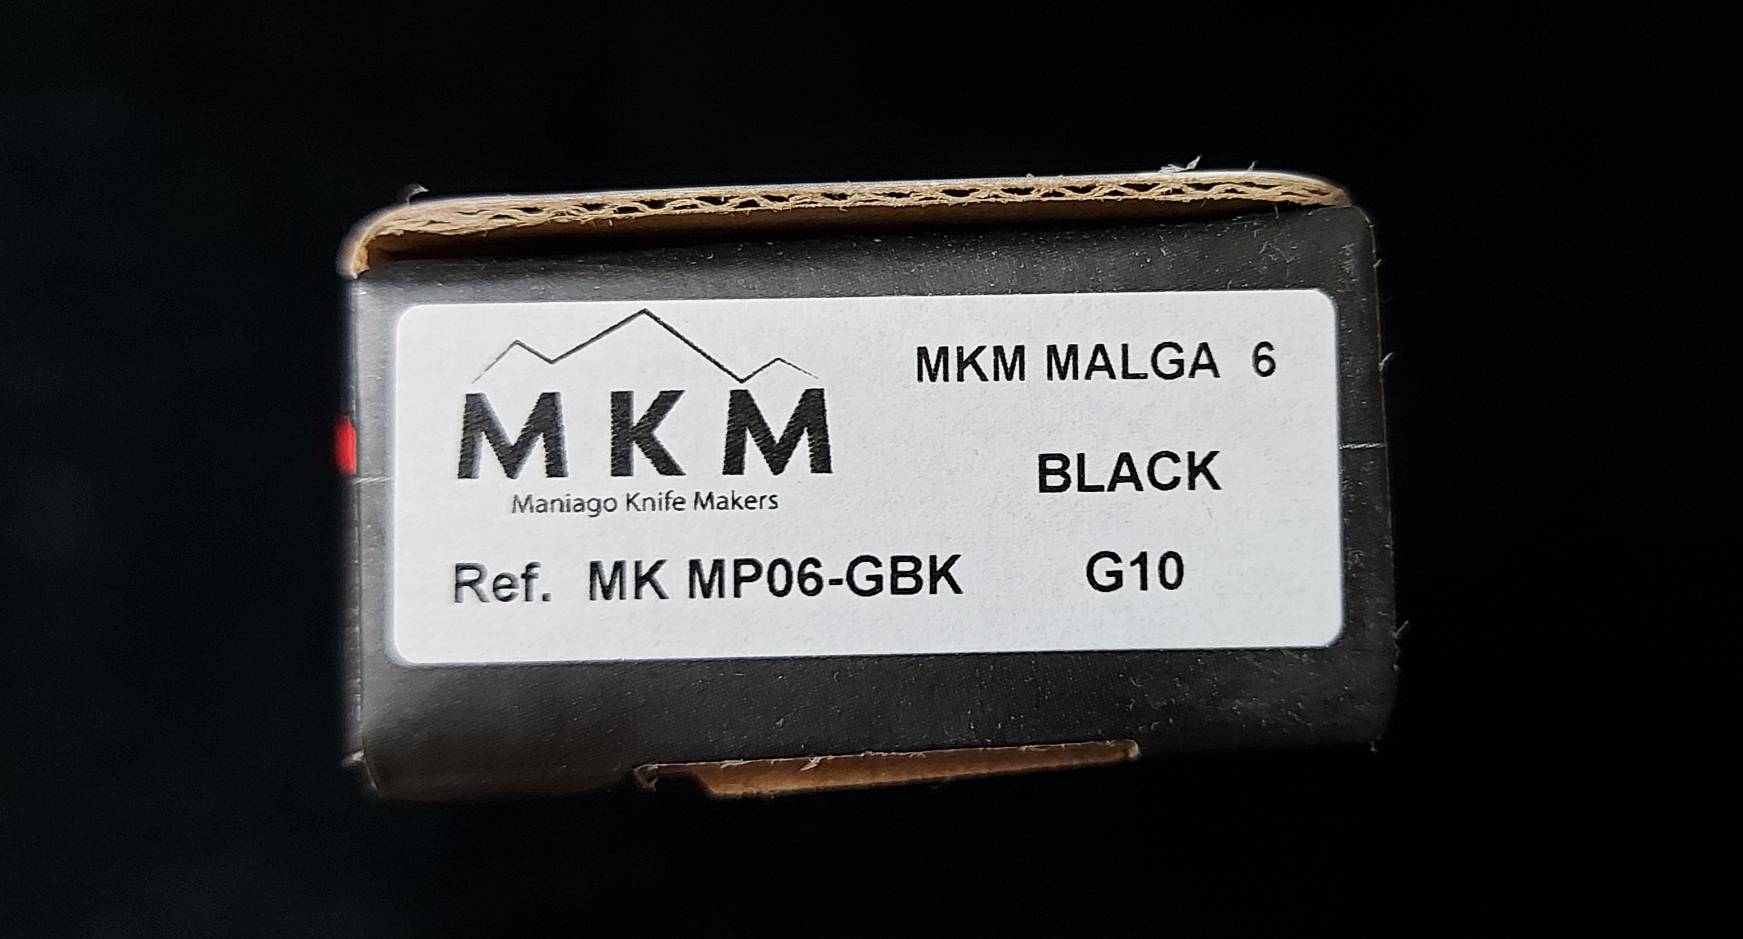 MKM
Maniago Knife Makers
MKM MALGA 6
BLACK
Ref. MK MP06-GBK G10